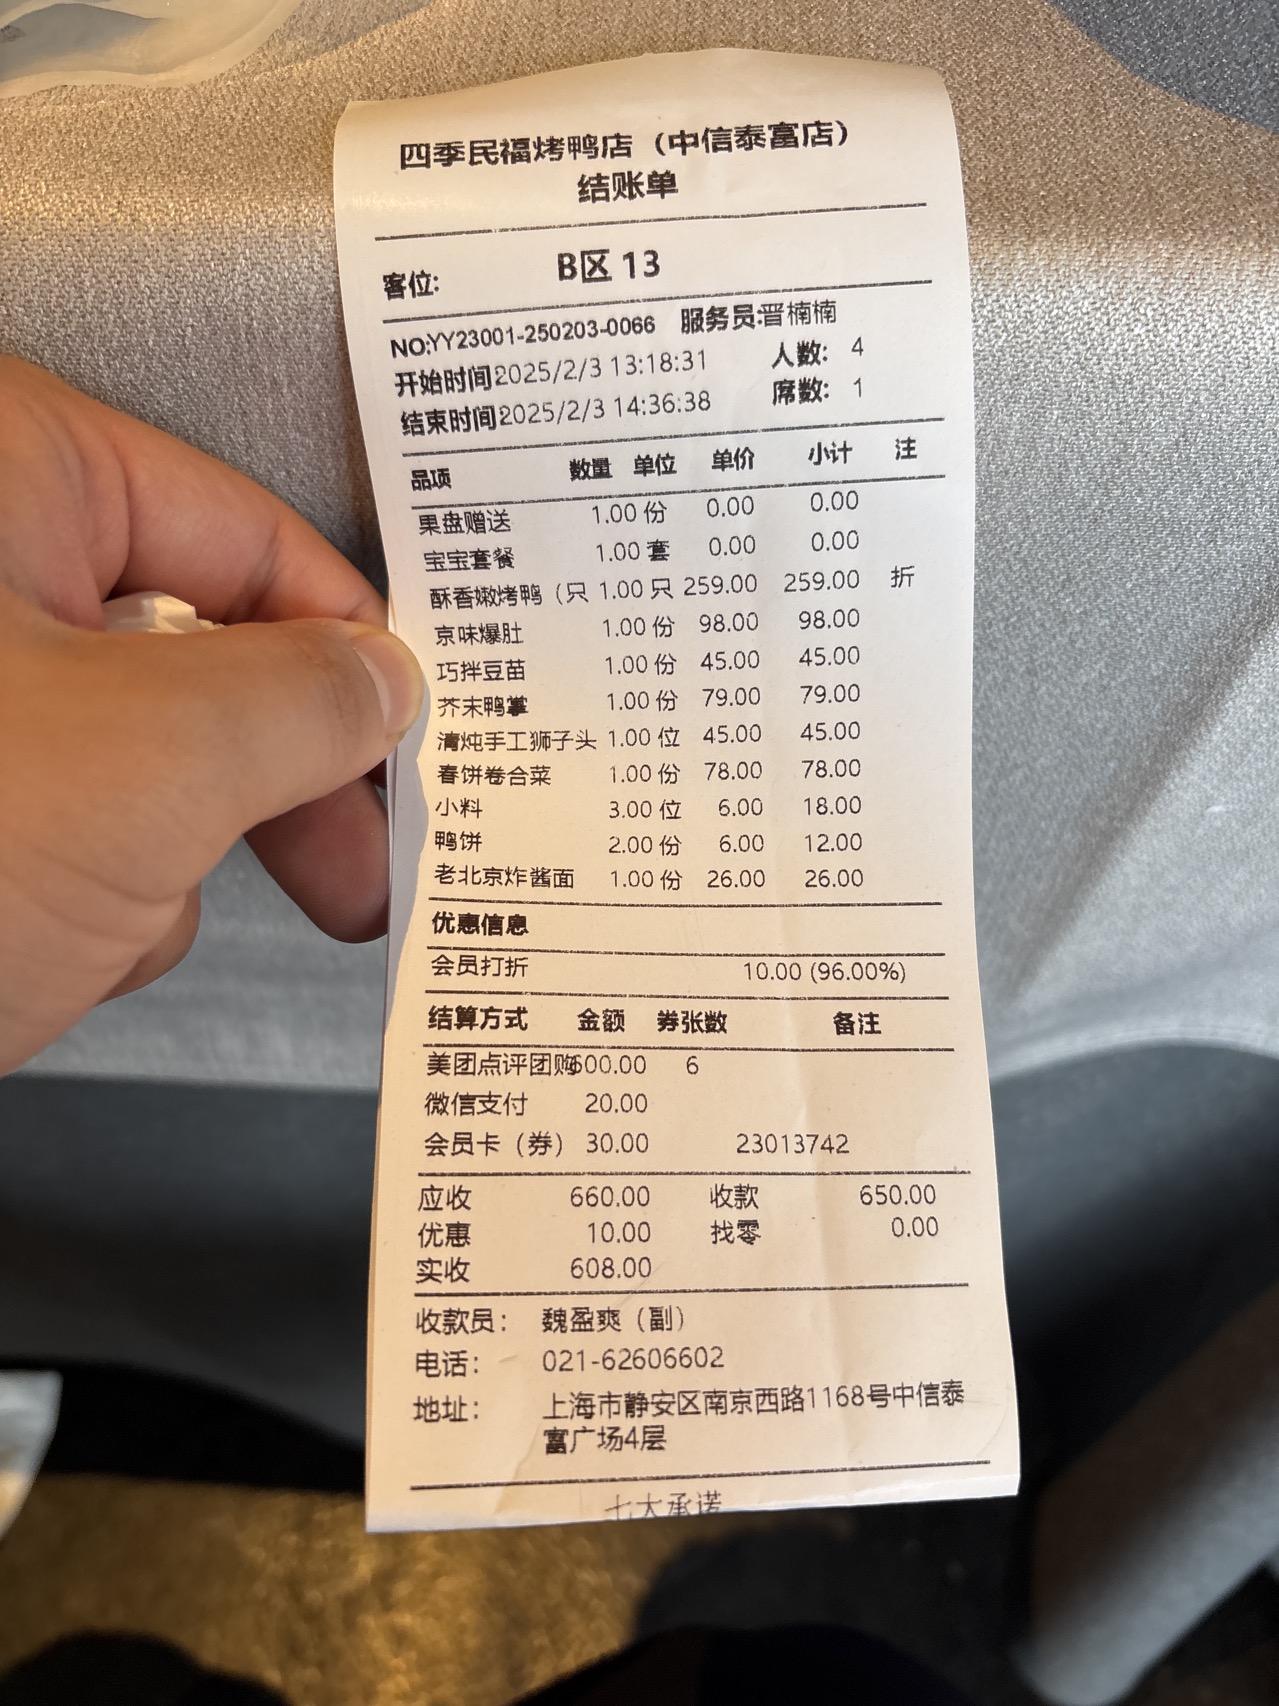 四季民福烤鸭店（中信泰富店）
结账单
客位: B区 13
NO:YY23001-250203-0066 服务员:晋楠楠
开始时间2025/2/3 13:18:31 人数: 4
结束时间2025/2/3 14:36:38 席数: 1
品项 数量 单位 单价 小计 注
果盘赠送 1.00 份 0.00 0.00
宝宝套餐 1.00 套 0.00 0.00
酥香嫩烤鸭（只 1.00 只 259.00 259.00 折
京味爆肚 1.00 份 98.00 98.00
巧拌豆苗 1.00 份 45.00 45.00
芥末鸭掌 1.00 份 79.00 79.00
清炖手工狮子头 1.00 位 45.00 45.00
春饼卷合菜 1.00 份 78.00 78.00
小料 3.00 位 6.00 18.00
鸭饼 2.00 份 6.00 12.00
老北京炸酱面 1.00 份 26.00 26.00
优惠信息
会员打折 10.00 (96.00%)
结算方式 金额 券张数 备注
美团点评团购600.00 6
微信支付 20.00
会员卡（券） 30.00 23013742
应收 660.00 收款 650.00
优惠 10.00 找零 0.00
实收 608.00
收款员: 魏盈爽（副）
电话: 021-62606602
地址: 上海市静安区南京西路1168号中信泰
富广场4层
七大承诺